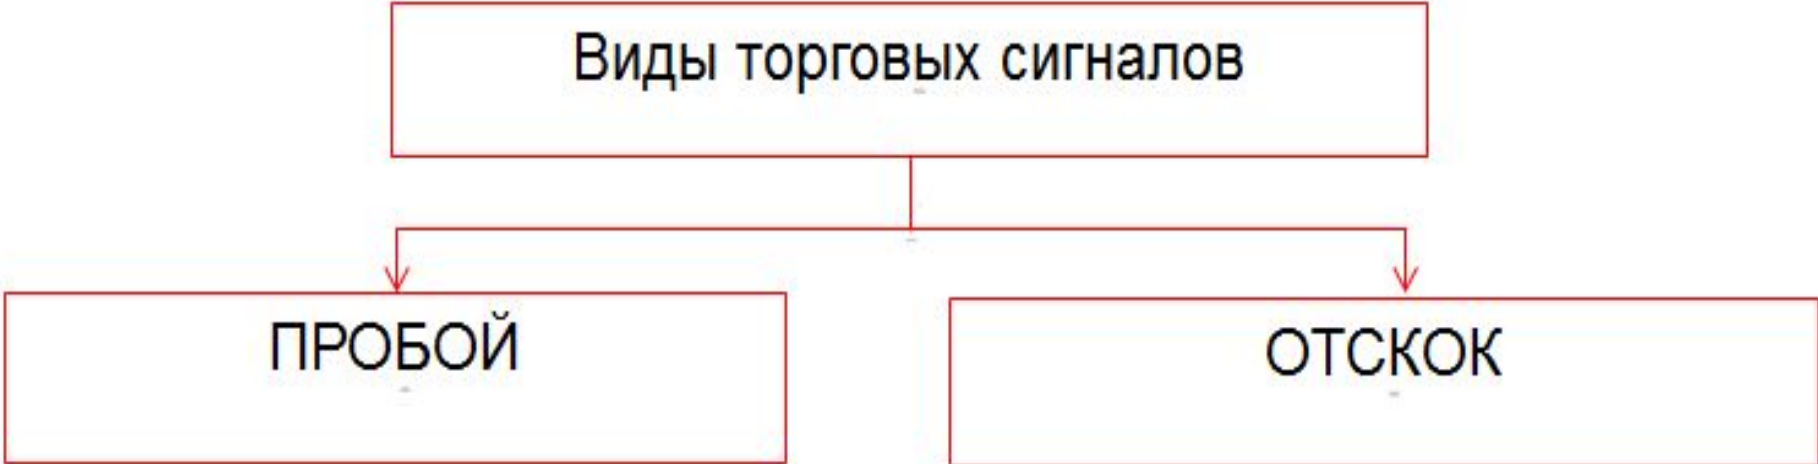 Виды торговых сигналов
ПРОБОЙ
ОТСКОК